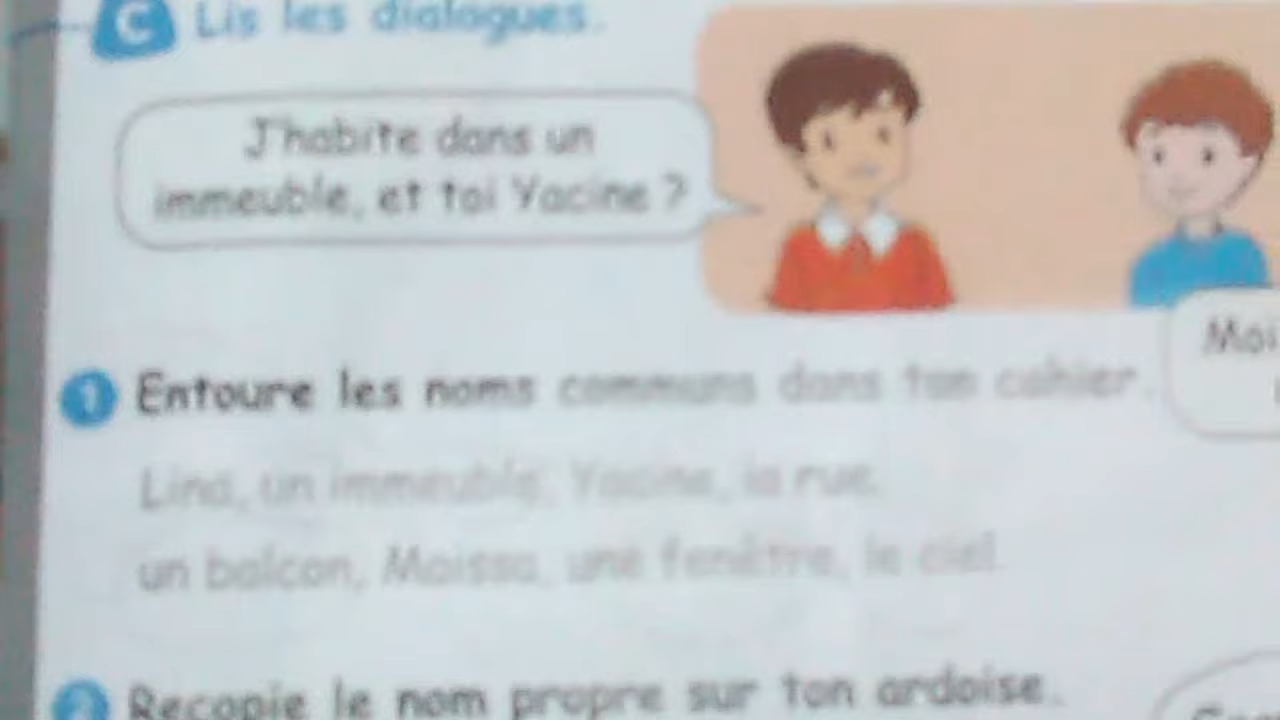 C Lis les dialogues.
J'habite dans un
immeuble, et toi Yacine ?
Moi
1 Entoure les noms communs dans ton cahier.
Lina, un immeuble, Yacine, la rue,
un balcon, Maissa, une fenêtre, le ciel.
2 Recopie le nom propre sur ton ardoise.